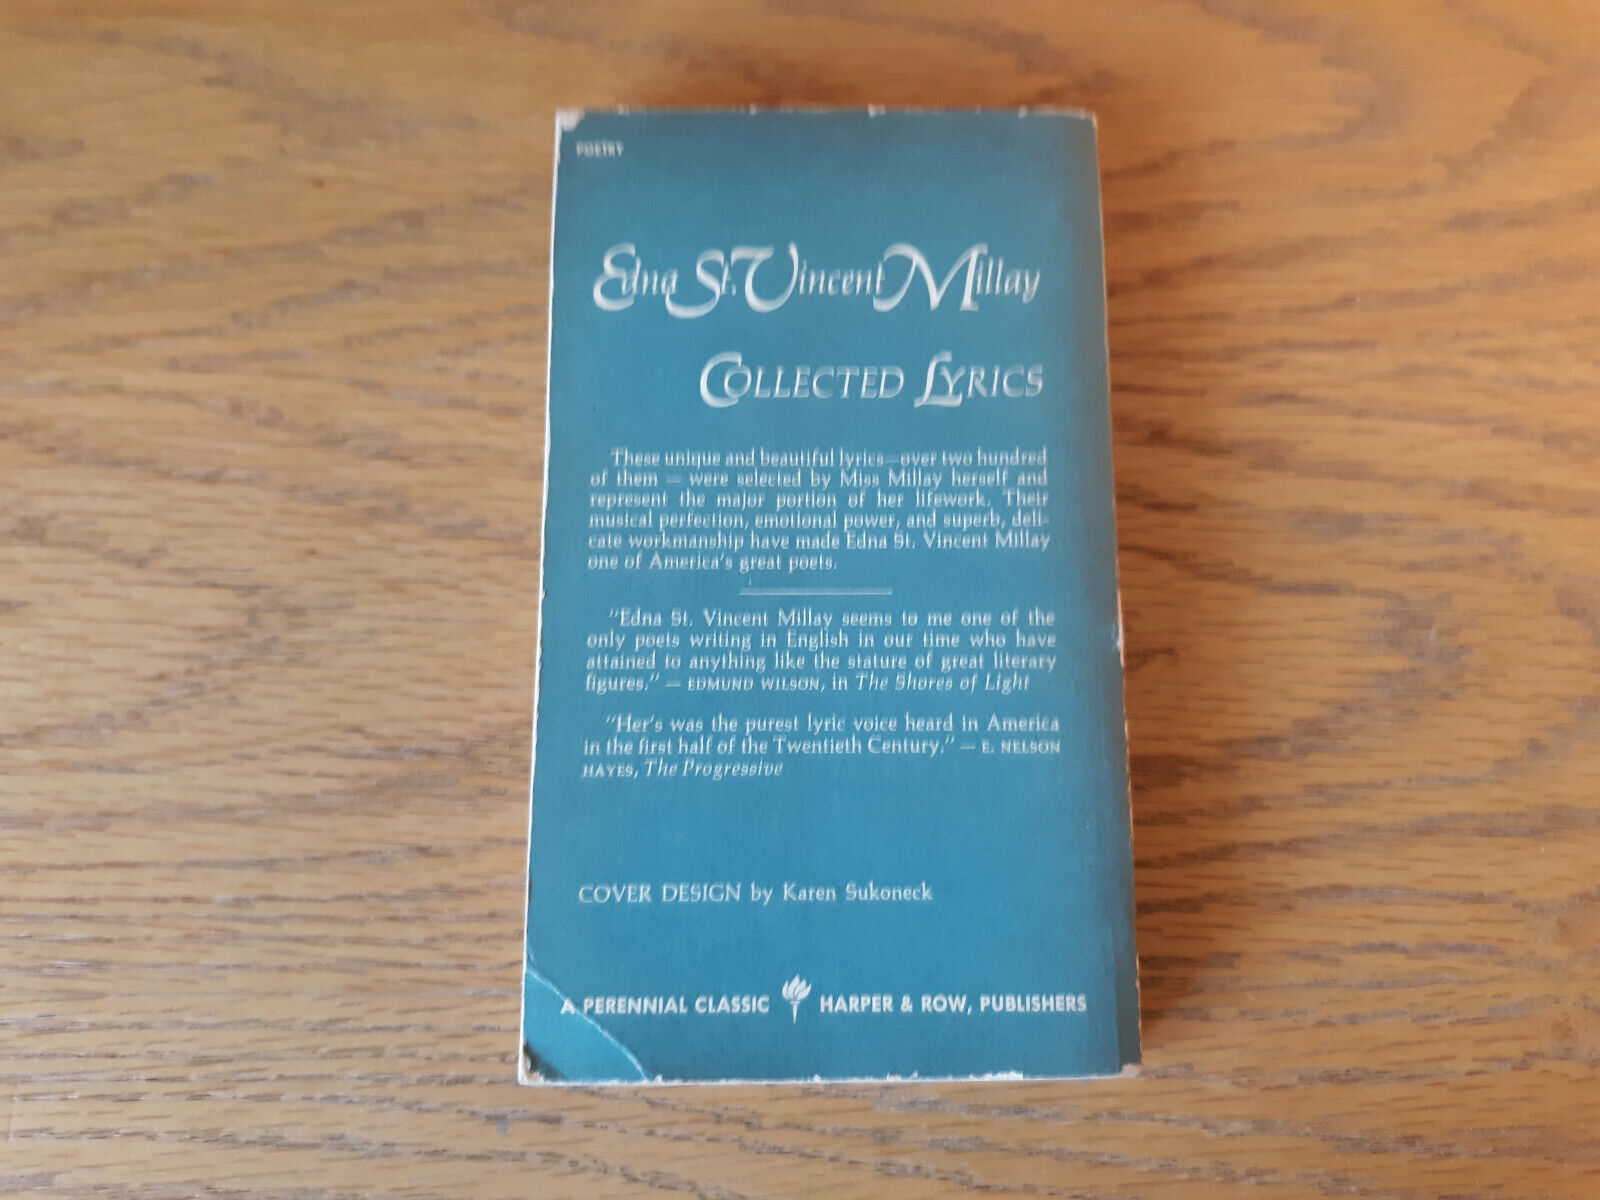 POETRY
Edna St. Vincent Millay
COLLECTED LYRICS
These unique and beautiful lyrics—over two hundred
of them — were selected by Miss Millay herself and
represent the major portion of her lifework. Their
musical perfection, emotional power, and superb, deli-
cate workmanship have made Edna St. Vincent Millay
one of America's great poets.
"Edna St. Vincent Millay seems to me one of the
only poets writing in English in our time who have
attained to anything like the stature of great literary
figures." — EDMUND WILSON, in The Shores of Light
"Her's was the purest lyric voice heard in America
in the first half of the Twentieth Century." — E. NELSON
HAYES, The Progressive
COVER DESIGN by Karen Sukoneck
A PERENNIAL CLASSIC HARPER & ROW, PUBLISHERS